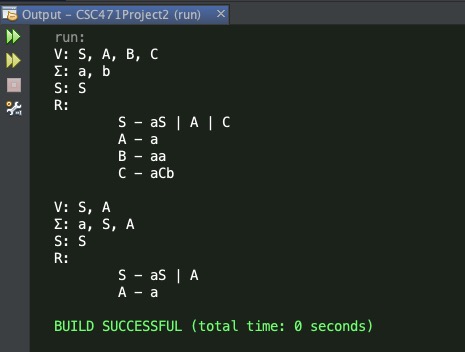 Output – CSC471Project2 (run)
run:
V: S, A, B, C
Σ: a, b
S: S
R:
S – aS | A | C
A – a
B – aa
C – aCb
V: S, A
Σ: a, S, A
S: S
R:
S – aS | A
A – a
BUILD SUCCESSFUL (total time: 0 seconds)